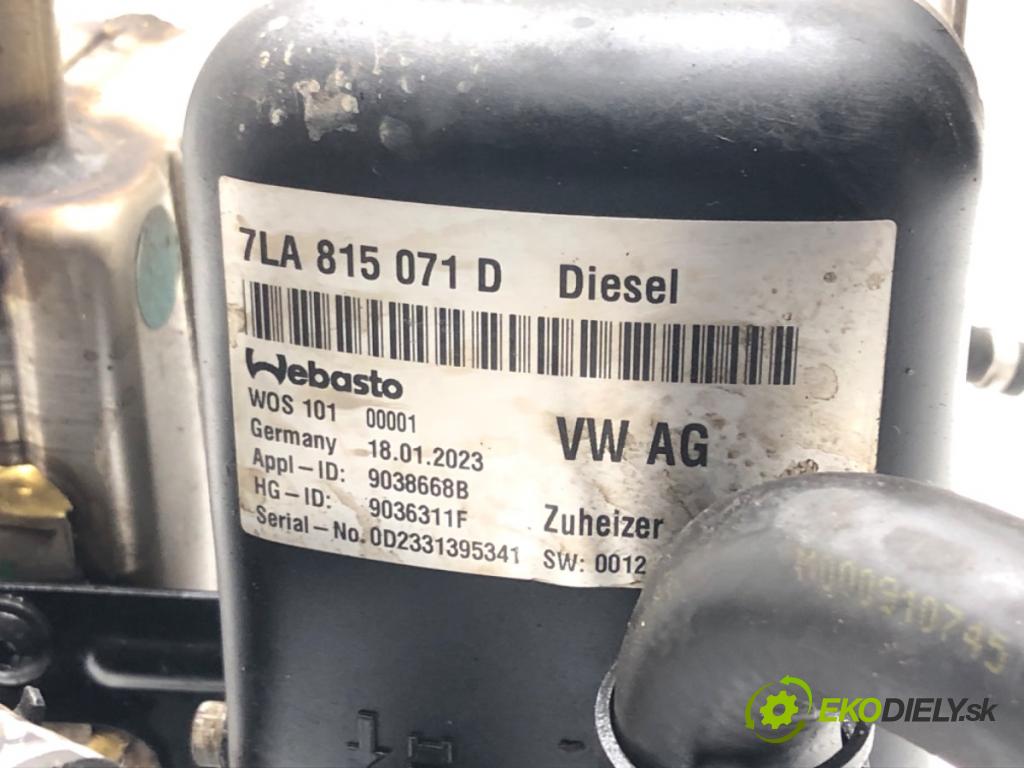 7LA 815 071 D Diesel
Webasto
WOS 101 00001
Germany 18.01.2023
VW AG
Appl-ID: 9038668B
HG-ID: 9036311F
Zuheizer
Serial-No. 0D2331395341 SW: 0012
EKODIELY.sk